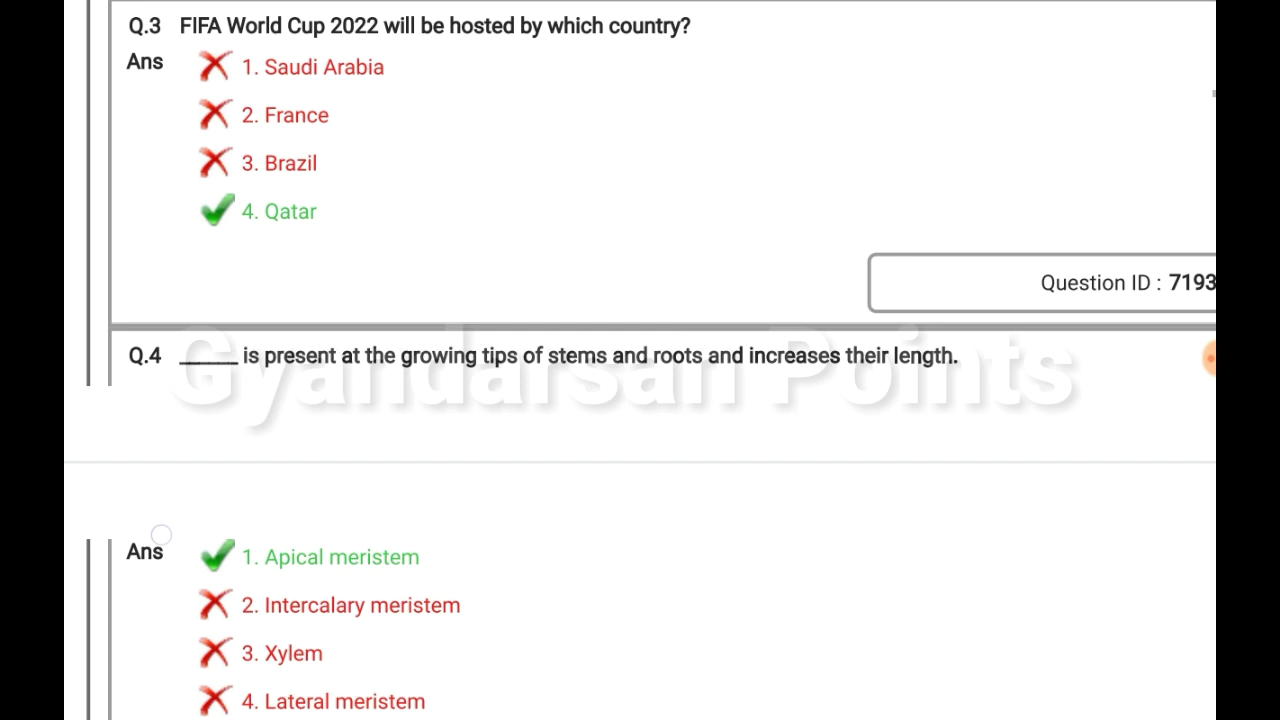 Q.3 FIFA World Cup 2022 will be hosted by which country?
Ans 1. Saudi Arabia
2. France
3. Brazil
4. Qatar
Question ID : 7193
Q.4 ______ is present at the growing tips of stems and roots and increases their length.
Gyandarsan Points
Ans 1. Apical meristem
2. Intercalary meristem
3. Xylem
4. Lateral meristem